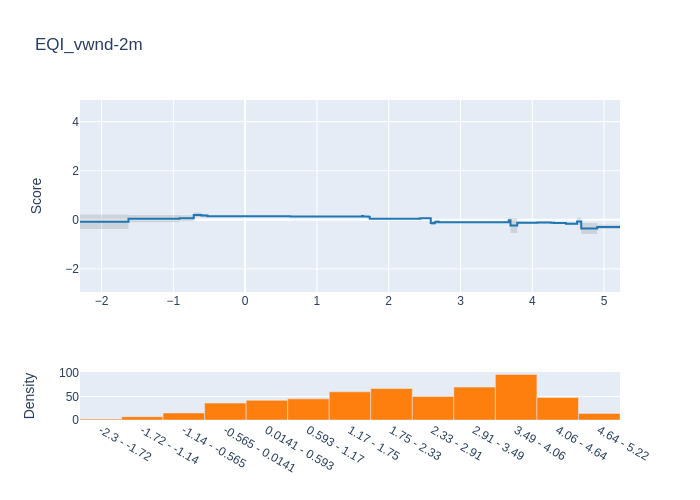 EQI_vwnd-2m
Score
4
2
0
−2
−2
−1
0
1
2
3
4
5
Density
100
50
0
-2.3 - -1.72
-1.72 - -1.14
-1.14 - -0.565
-0.565 - 0.0141
0.0141 - 0.593
0.593 - 1.17
1.17 - 1.75
1.75 - 2.33
2.33 - 2.91
2.91 - 3.49
3.49 - 4.06
4.06 - 4.64
4.64 - 5.22